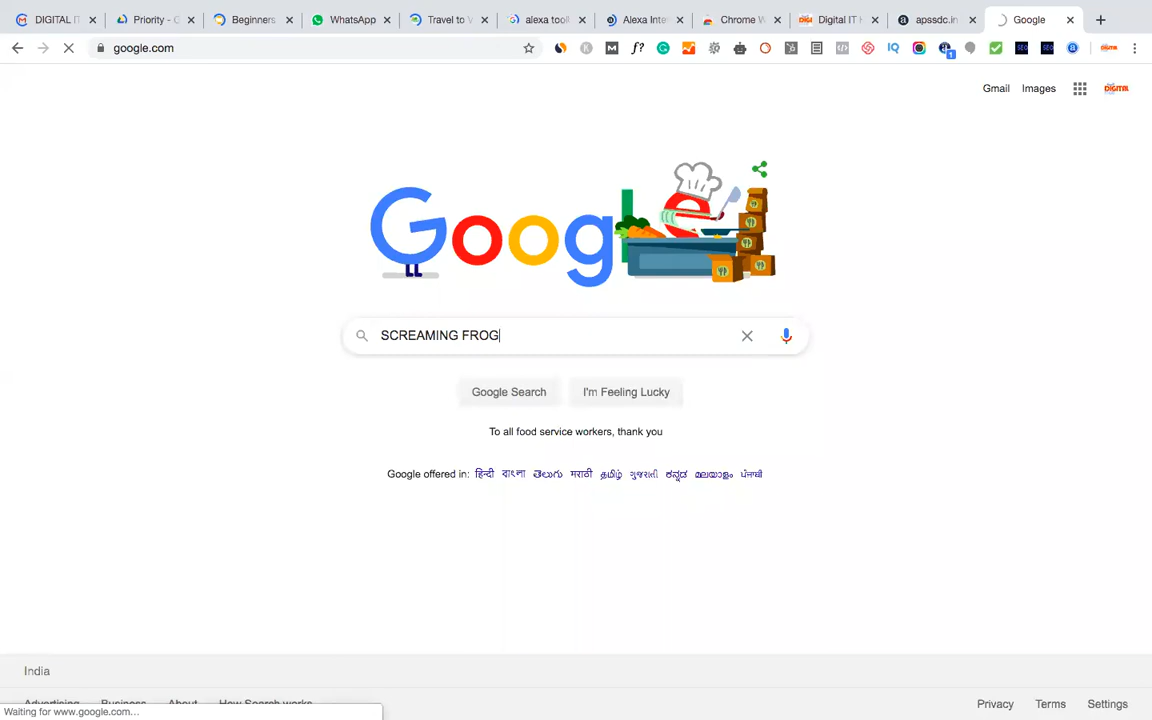 DIGITAL IT
Priority - G
Beginners
WhatsApp
Travel to V
alexa tool
Alexa Inte
Chrome W
Digital IT H
apssdc.in
Google
google.com
Gmail
Images
DIGITAL
Google
SCREAMING FROG
Google Search
I'm Feeling Lucky
To all food service workers, thank you
Google offered in: हिन्दी বাংলা తెలుగు मराठी தமிழ் ગુજરાતી ಕನ್ನಡ മലയാളം ਪੰਜਾਬੀ
India
Advertising Business About How Search works
Privacy Terms Settings
Waiting for www.google.com...